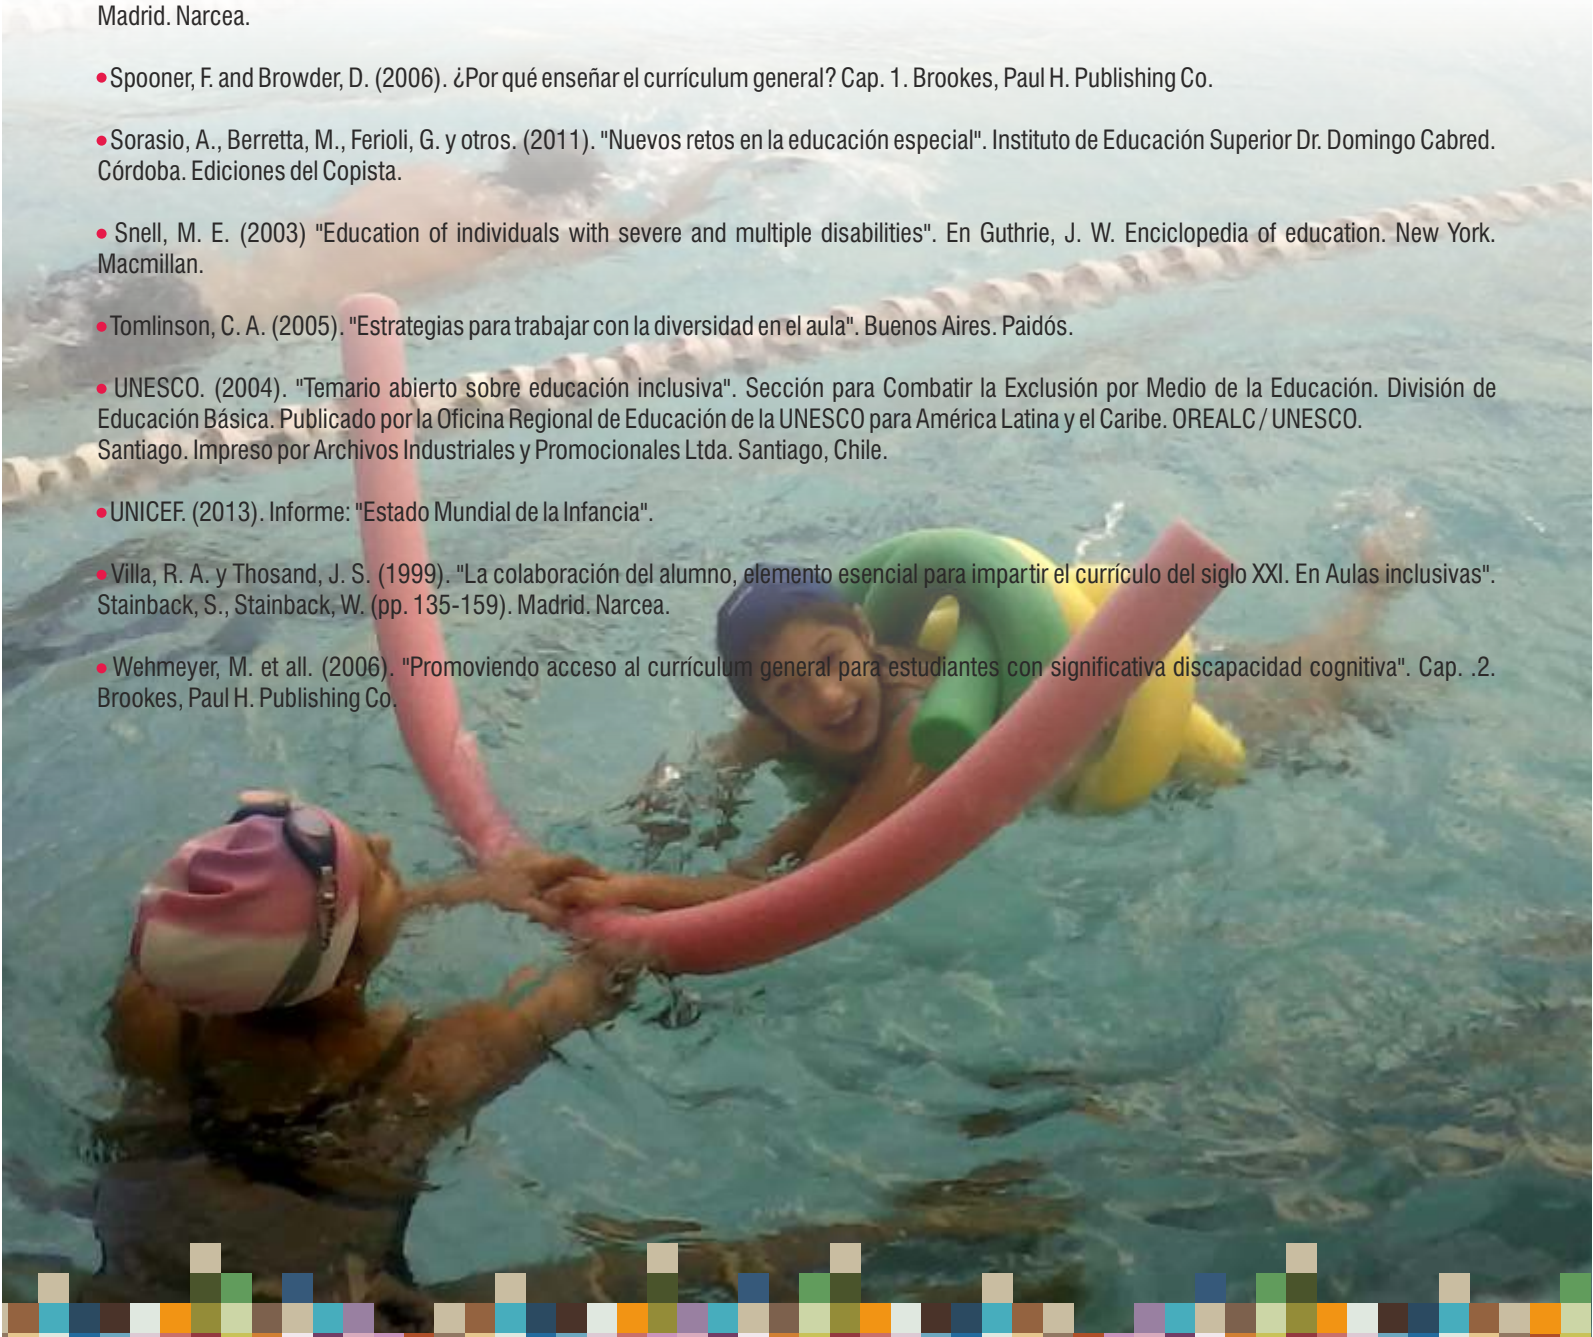 Madrid. Narcea.
• Spooner, F. and Browder, D. (2006). ¿Por qué enseñar el currículum general? Cap. 1. Brookes, Paul H. Publishing Co.
• Sorasio, A., Berretta, M., Ferioli, G. y otros. (2011). "Nuevos retos en la educación especial". Instituto de Educación Superior Dr. Domingo Cabred.
Córdoba. Ediciones del Copista.
• Snell, M. E. (2003) "Education of individuals with severe and multiple disabilities". En Guthrie, J. W. Enciclopedia of education. New York.
Macmillan.
• Tomlinson, C. A. (2005). "Estrategias para trabajar con la diversidad en el aula". Buenos Aires. Paidós.
• UNESCO. (2004). "Temario abierto sobre educación inclusiva". Sección para Combatir la Exclusión por Medio de la Educación. División de
Educación Básica. Publicado por la Oficina Regional de Educación de la UNESCO para América Latina y el Caribe. OREALC / UNESCO.
Santiago. Impreso por Archivos Industriales y Promocionales Ltda. Santiago, Chile.
• UNICEF. (2013). Informe: "Estado Mundial de la Infancia".
• Villa, R. A. y Thosand, J. S. (1999). "La colaboración del alumno, elemento esencial para impartir el currículo del siglo XXI. En Aulas inclusivas".
Stainback, S., Stainback, W. (pp. 135-159). Madrid. Narcea.
• Wehmeyer, M. et all. (2006). "Promoviendo acceso al currículum general para estudiantes con significativa discapacidad cognitiva". Cap. .2.
Brookes, Paul H. Publishing Co.